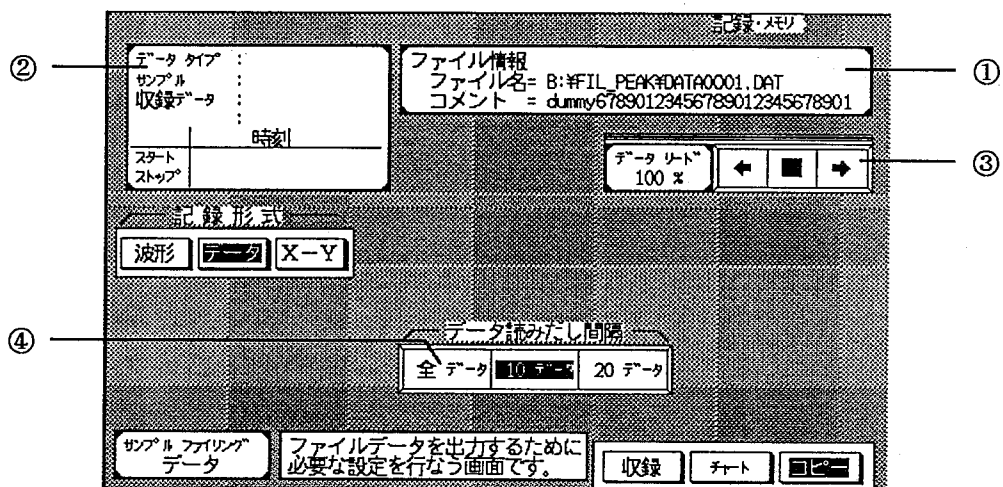 記録・メモリ
②
データ タイプ :
サンプル :
収録データ :
:
時刻
スタート
ストップ
ファイル情報
ファイル名= B:¥FIL_PEAK¥DATA0001.DAT
コメント = dummy6789012345678901234567890​1
①
データ リード
100 %
← ■ →
③
記録形式
波形 データ X-Y
④
データ読みだし間隔
全 データ 10 データ 20 データ
サンプル ファイリング
データ
ファイルデータを出力するために
必要な設定を行なう画面です。
収録 チャート コピー